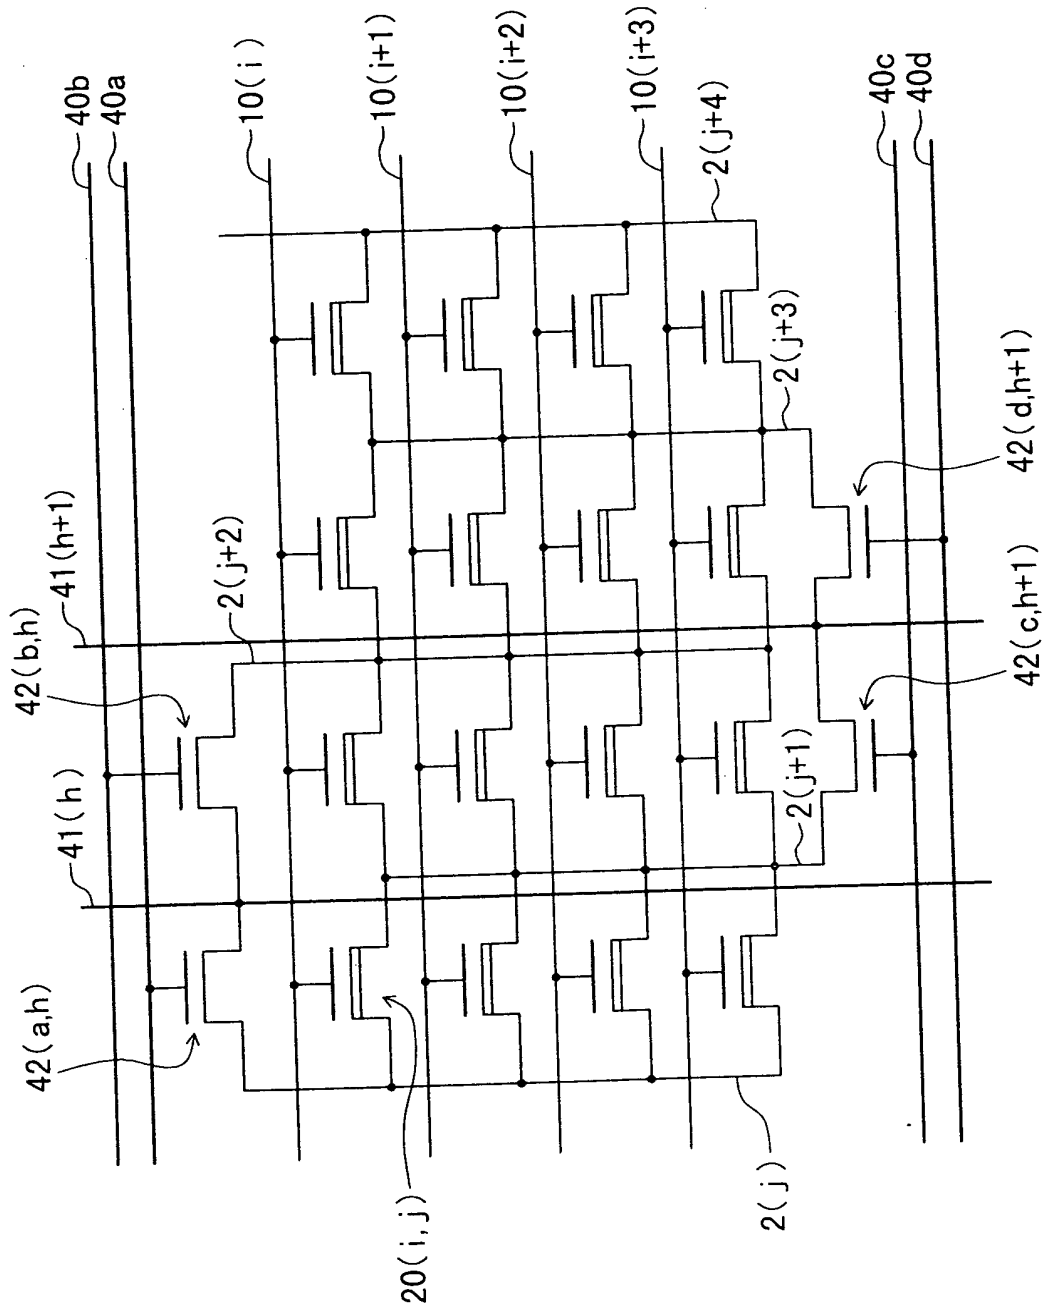 40b
40a
10(i)
10(i+1)
10(i+2)
10(i+3)
2(j+4)
40c
40d
2(j+3)
42(d,h+1)
41(h+1)
2(j+2)
42(b,h)
42(c,h+1)
41(h)
2(j+1)
42(a,h)
20(i,j)
2(j)